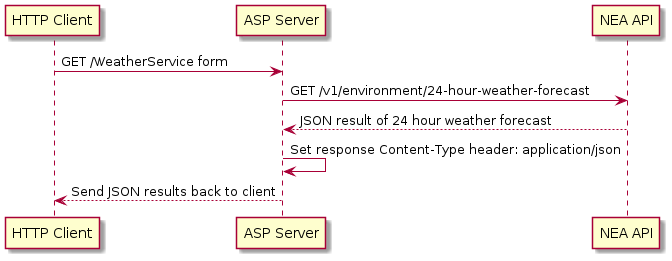 HTTP Client
ASP Server
NEA API
GET /WeatherService form
GET /v1/environment/24-hour-weather-forecast
JSON result of 24 hour weather forecast
Set response Content-Type header: application/json
Send JSON results back to client
HTTP Client
ASP Server
NEA API